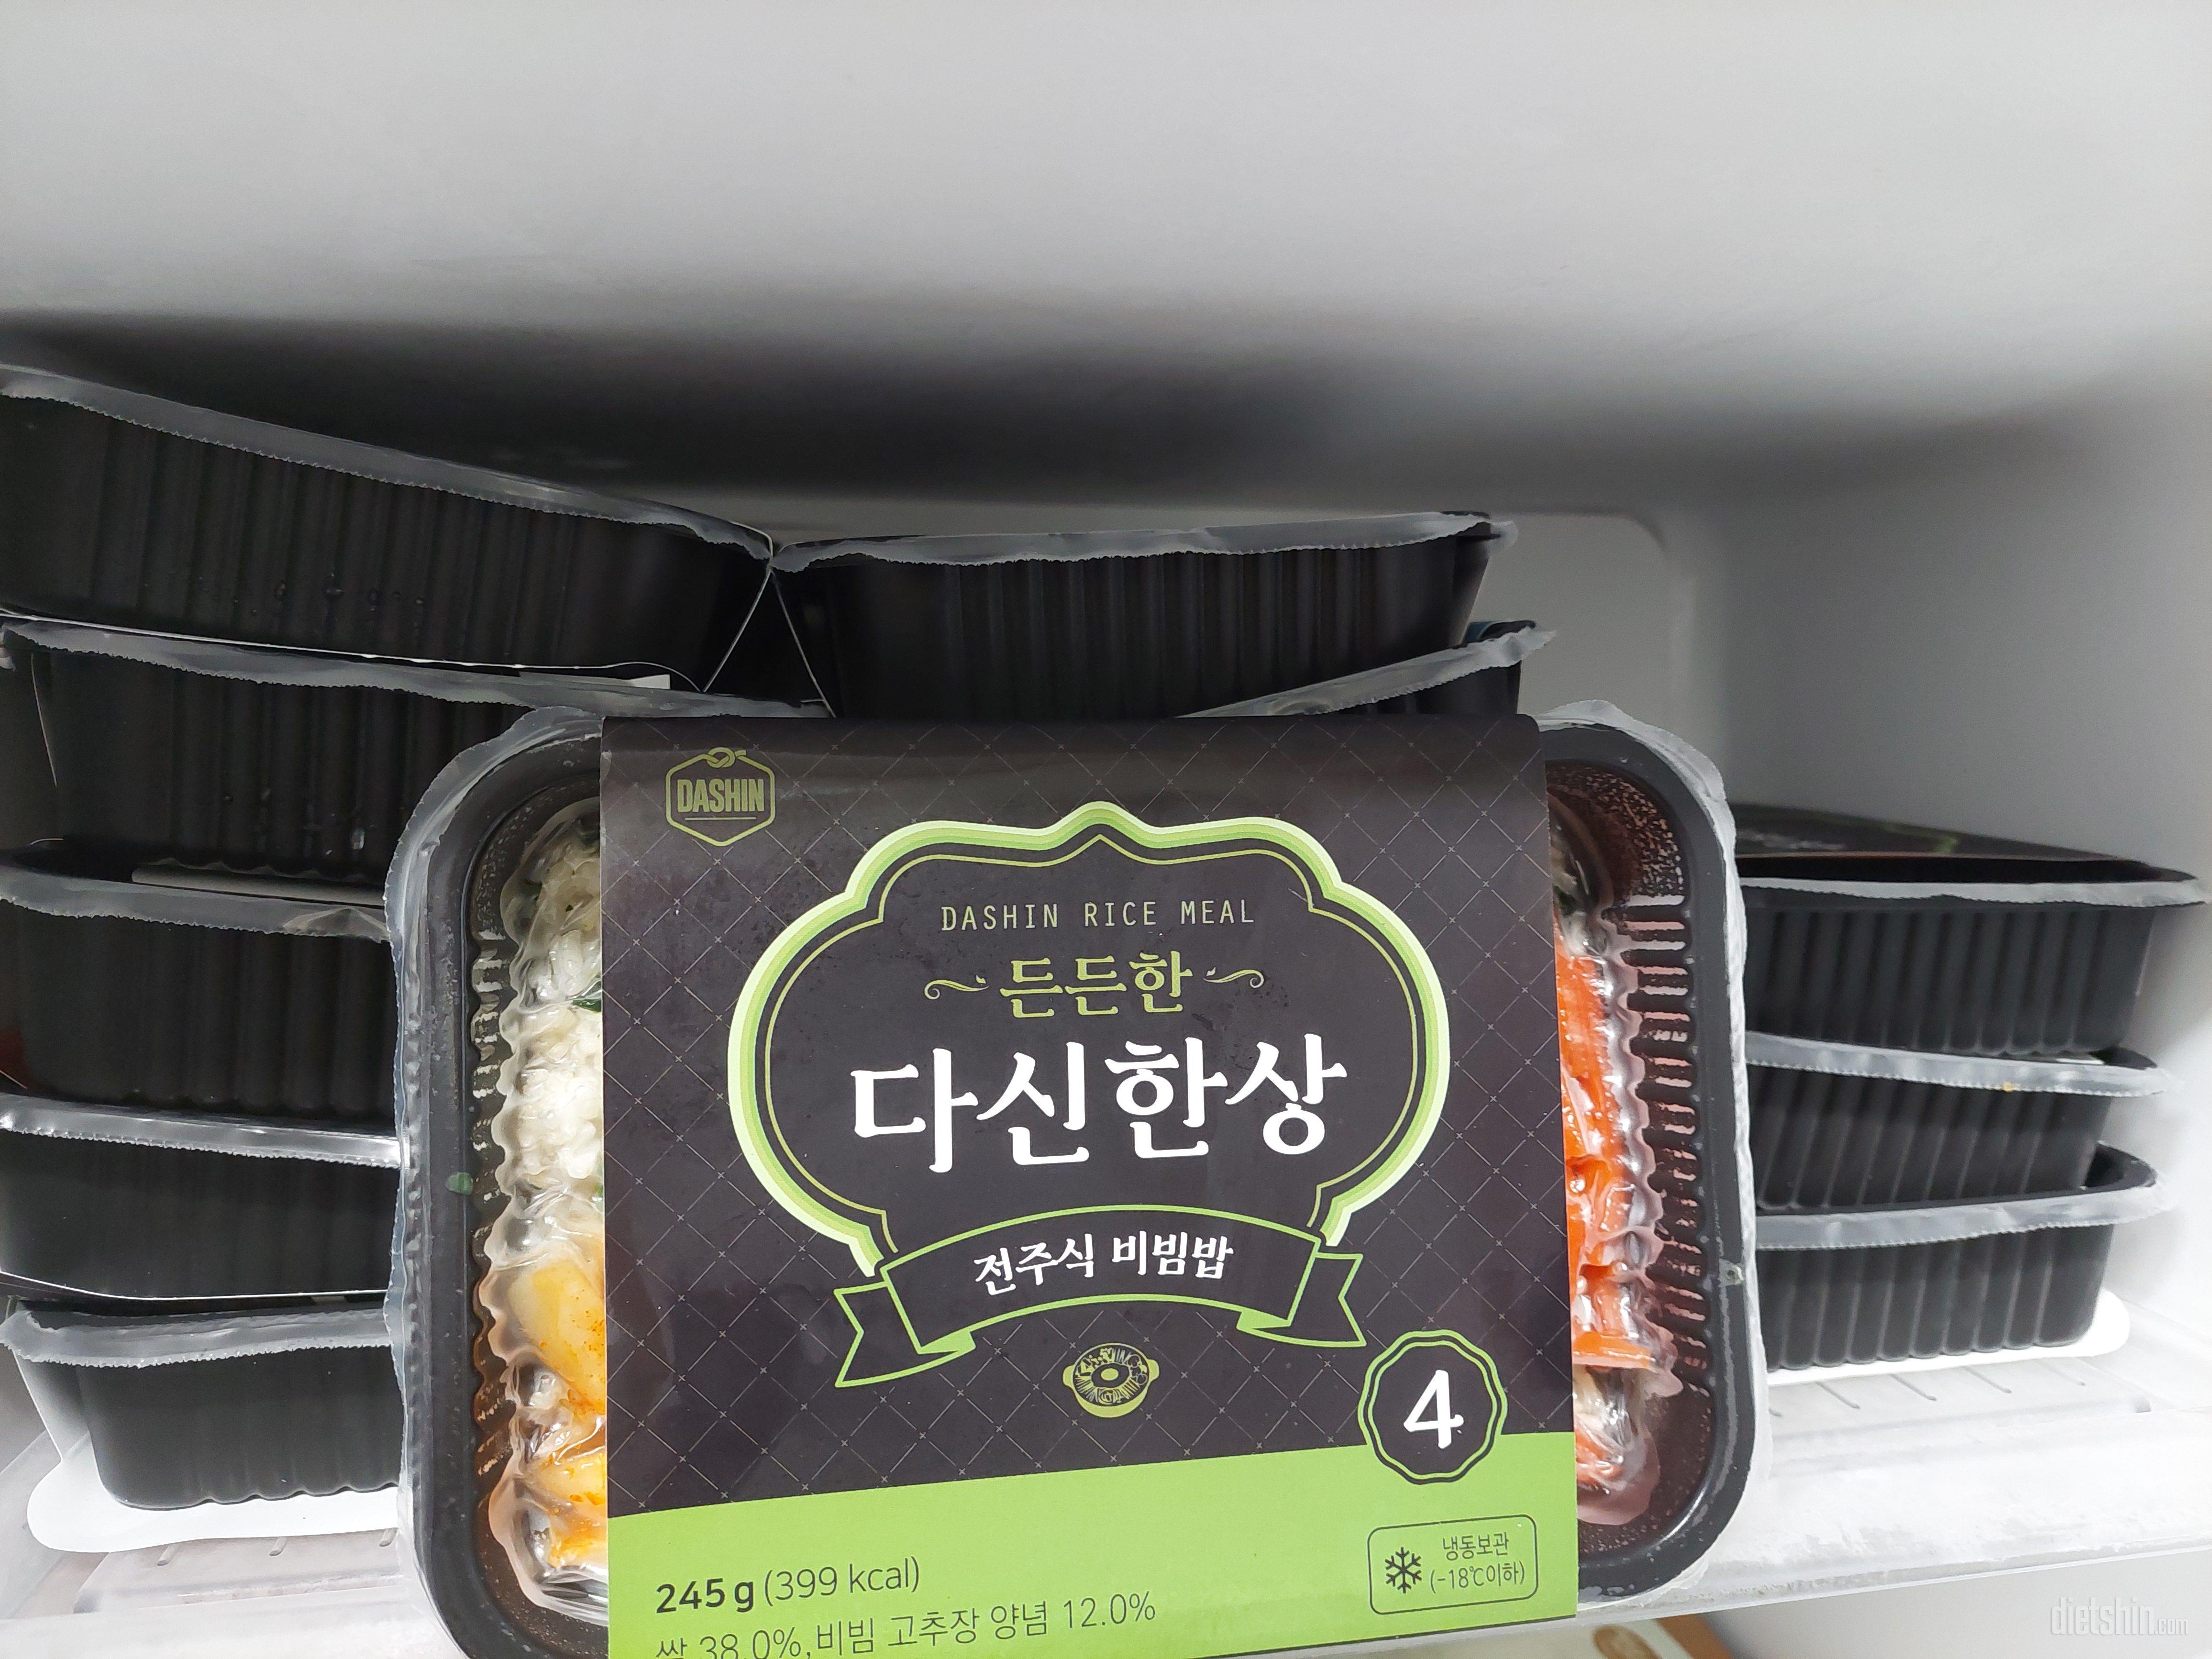 DASHIN
DASHIN RICE MEAL
든든한
다신한상
전주식 비빔밥
4
냉동보관
(-18℃이하)
245g (399 kcal)
쌀 38.0%, 비빔 고추장 양념 12.0%
dietshin.com